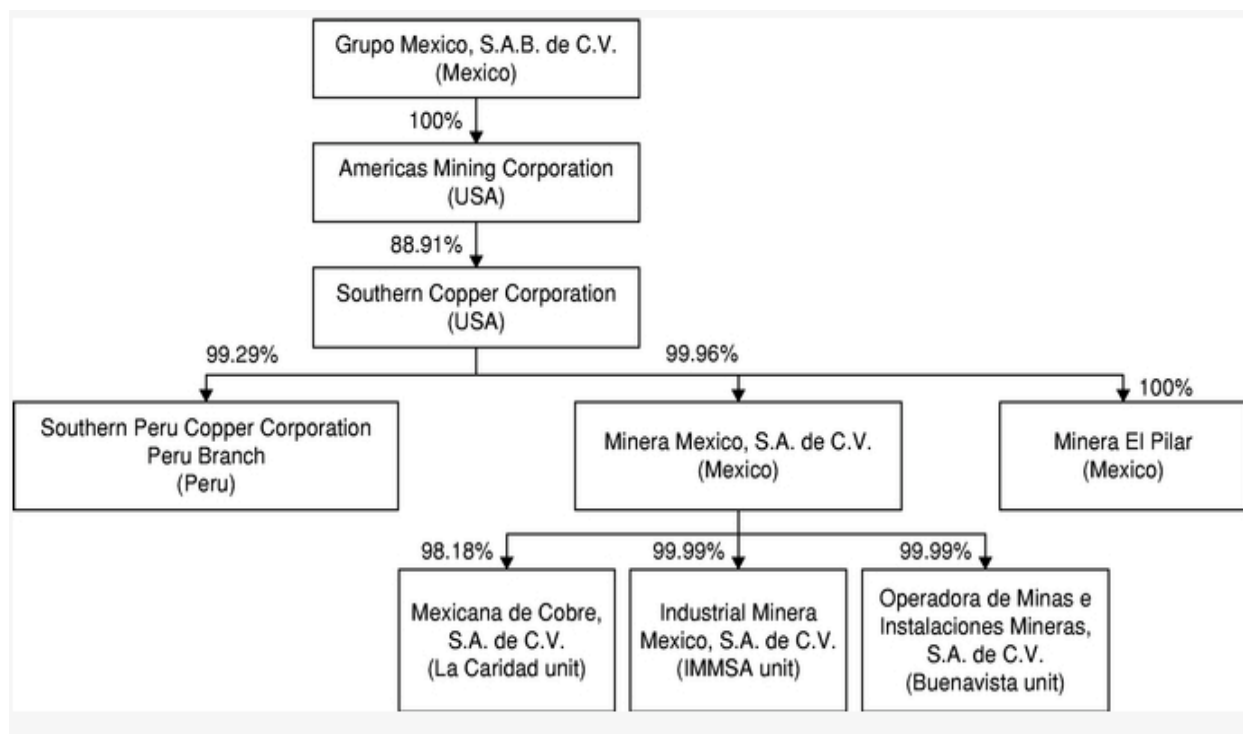 Grupo Mexico, S.A.B. de C.V.
(Mexico)
100%
Americas Mining Corporation
(USA)
88.91%
Southern Copper Corporation
(USA)
99.29%
99.96%
100%
Southern Peru Copper Corporation
Peru Branch
(Peru)
Minera Mexico, S.A. de C.V.
(Mexico)
Minera El Pilar
(Mexico)
98.18%
99.99%
99.99%
Mexicana de Cobre,
S.A. de C.V.
(La Caridad unit)
Industrial Minera
Mexico, S.A. de C.V.
(IMMSA unit)
Operadora de Minas e
Instalaciones Mineras,
S.A. de C.V.
(Buenavista unit)